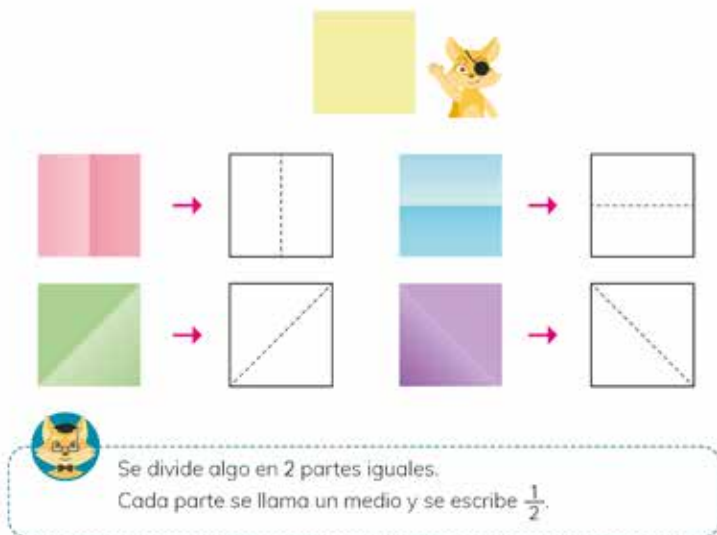 Se divide algo en 2 partes iguales.
Cada parte se llama un medio y se escribe 1/2.